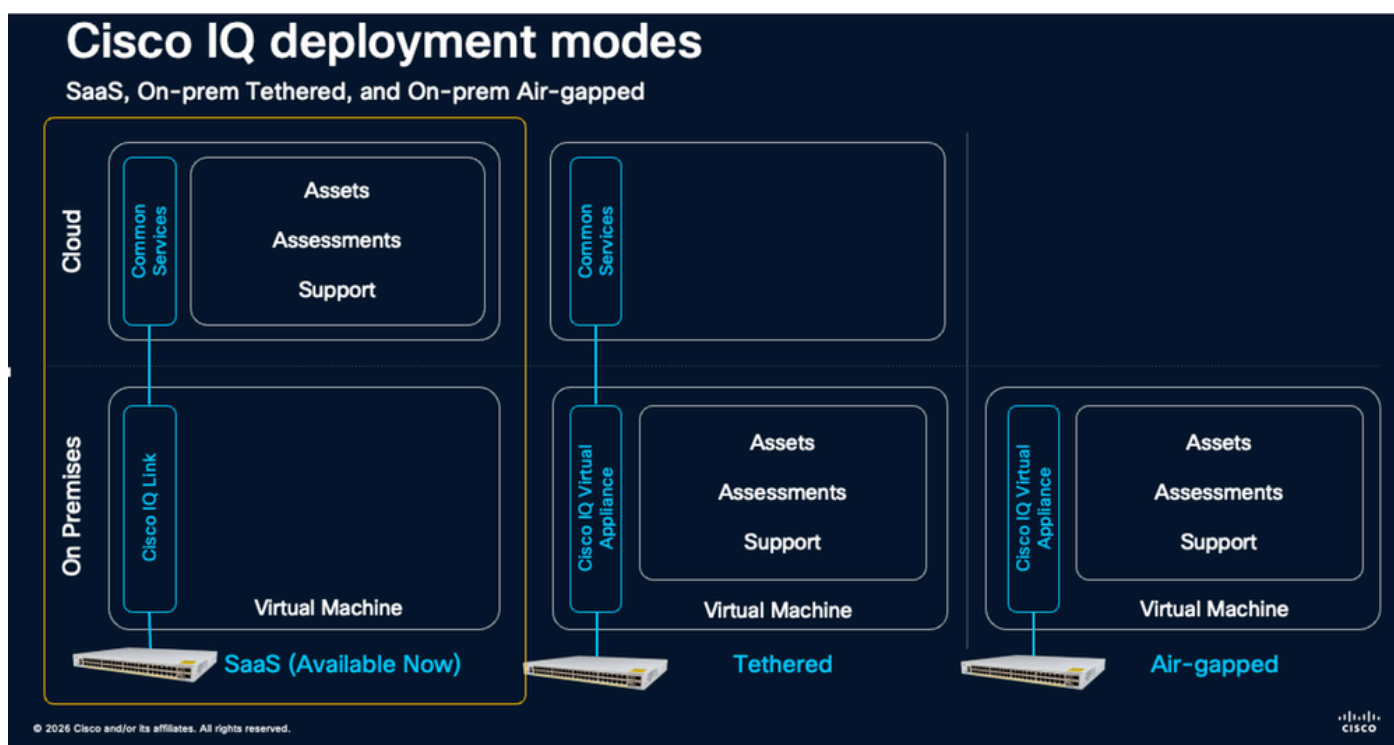 Cisco IQ deployment modes
SaaS, On-prem Tethered, and On-prem Air-gapped
Cloud
Common
Services
Assets
Assessments
Support
Common
Services
On Premises
Cisco IQ Link
Virtual Machine
Cisco IQ Virtual
Appliance
Assets
Assessments
Support
Virtual Machine
Cisco IQ Virtual
Appliance
Assets
Assessments
Support
Virtual Machine
SaaS (Available Now)
Tethered
Air-gapped
© 2026 Cisco and/or its affiliates. All rights reserved.
CISCO